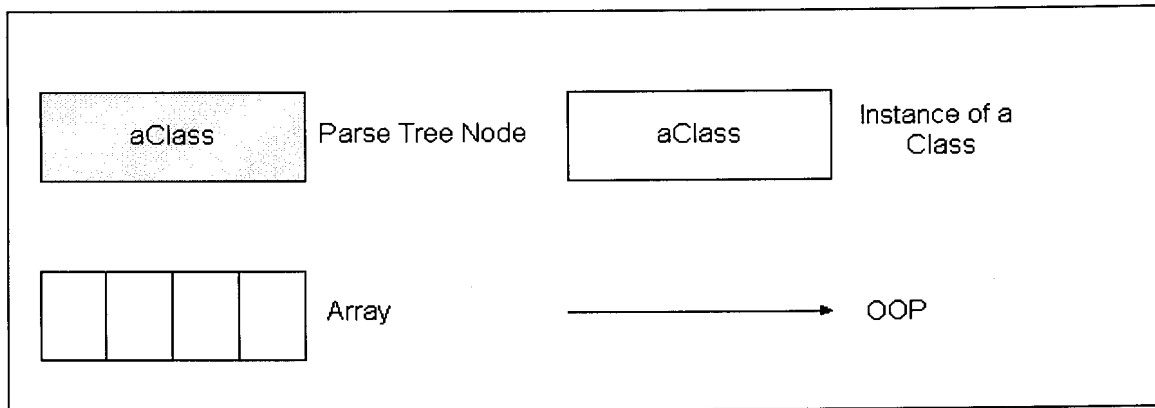 aClass
Parse Tree Node
aClass
Instance of a
Class
Array
OOP